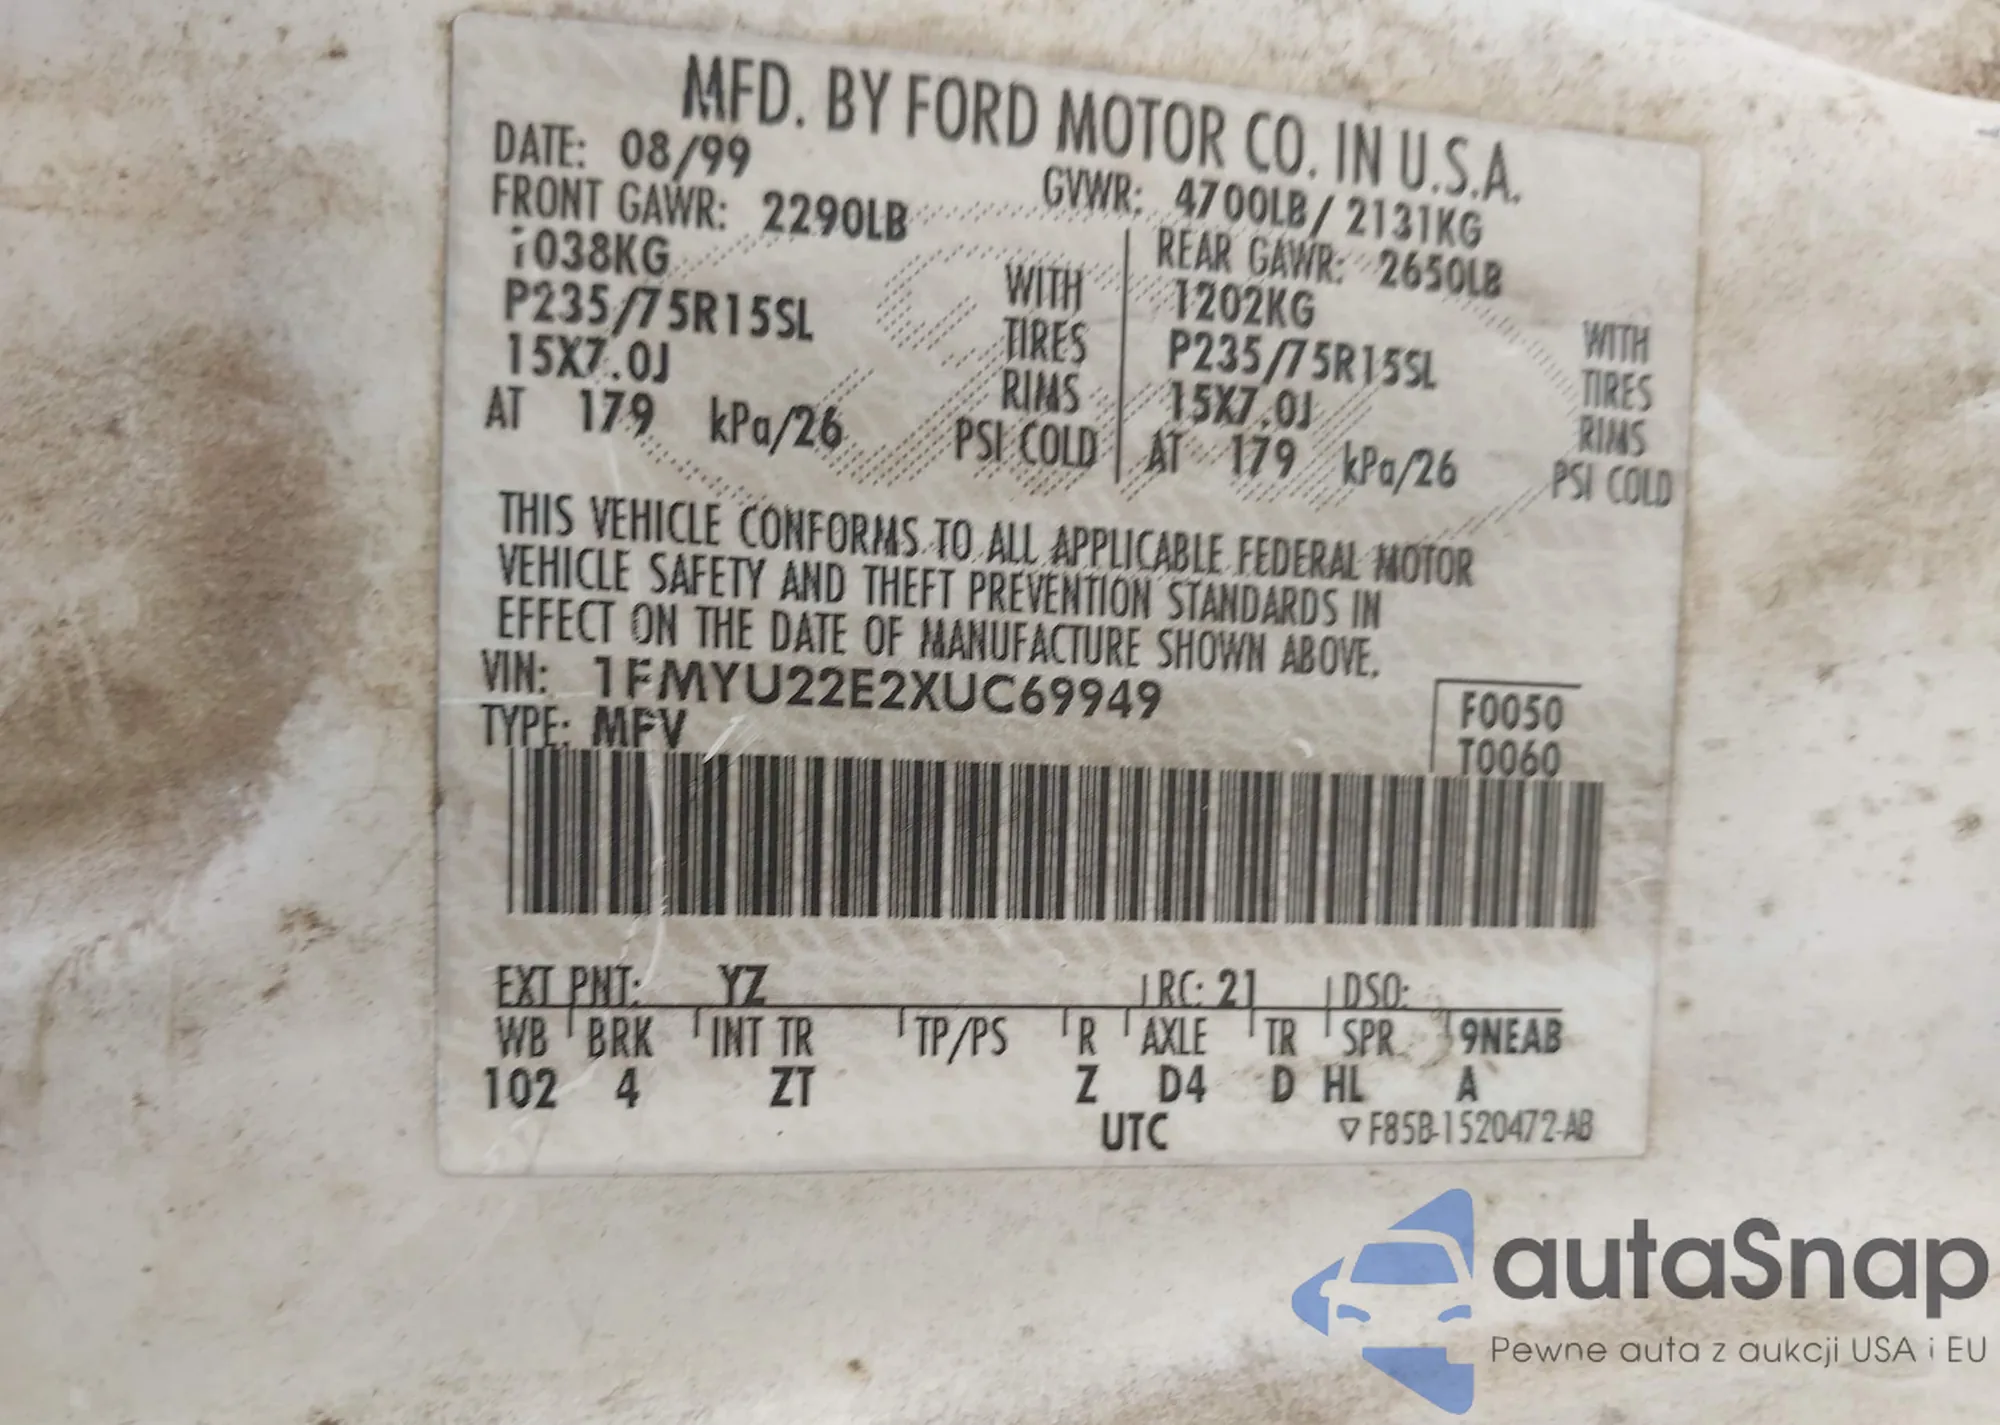 MFD. BY FORD MOTOR CO. IN U.S.A.
DATE: 08/99 GVWR: 4700LB/ 2131KG
FRONT GAWR: 2290LB REAR GAWR: 2650LB
1038KG WITH 1202KG WITH
P235/75R15SL TIRES P235/75R15SL TIRES
15X7.0J RIMS 15X7.0J RIMS
AT 179 kPa/26 PSI COLD AT 179 kPa/26 PSI COLD
THIS VEHICLE CONFORMS TO ALL APPLICABLE FEDERAL MOTOR
VEHICLE SAFETY AND THEFT PREVENTION STANDARDS IN
EFFECT ON THE DATE OF MANUFACTURE SHOWN ABOVE.
VIN: 1FMYU22E2XUC69949 F0050
TYPE: MPV T0060
EXT PNT: YZ RC: 21 DSO:
WB BRK INT TR TP/PS R AXLE TR SPR 9NEAB
102 4 ZT Z D4 D HL A
UTC ▽ F85B-1520472-AB
autaSnap
Pewne auta z aukcji USA i EU